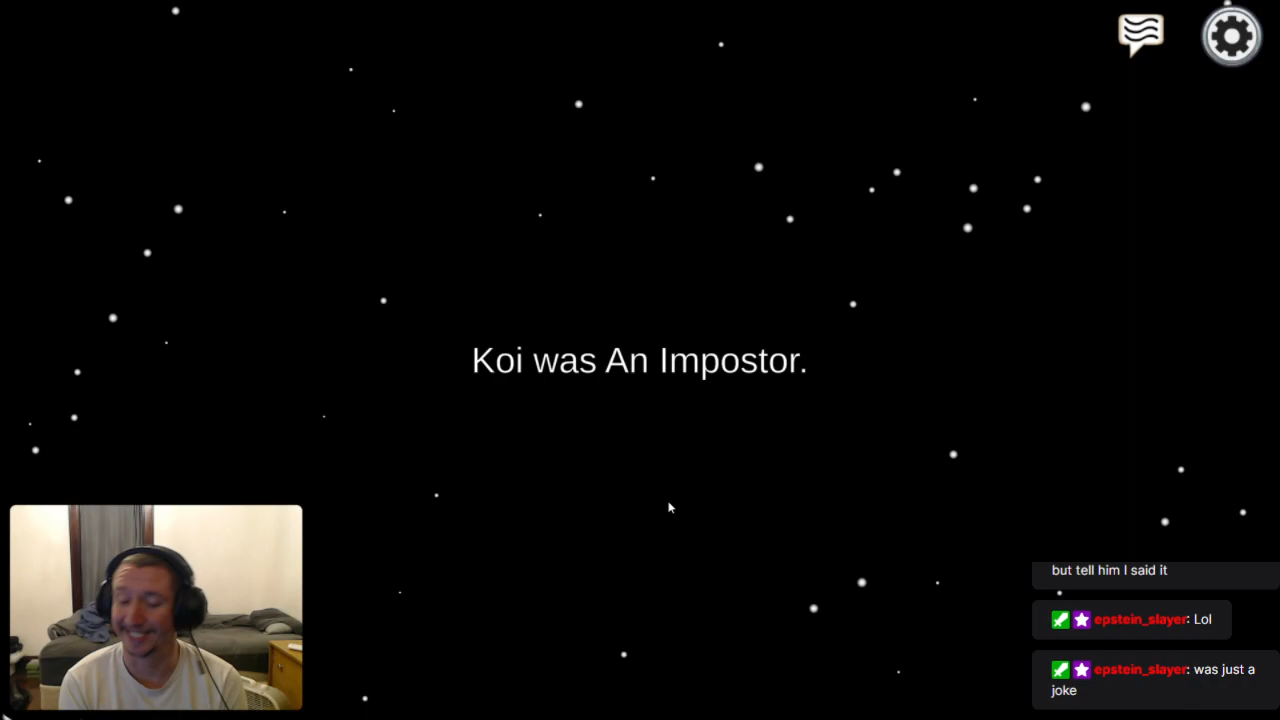 Koi was An Impostor.
but tell him I said it
epstein_slayer: Lol
epstein_slayer: was just a
joke